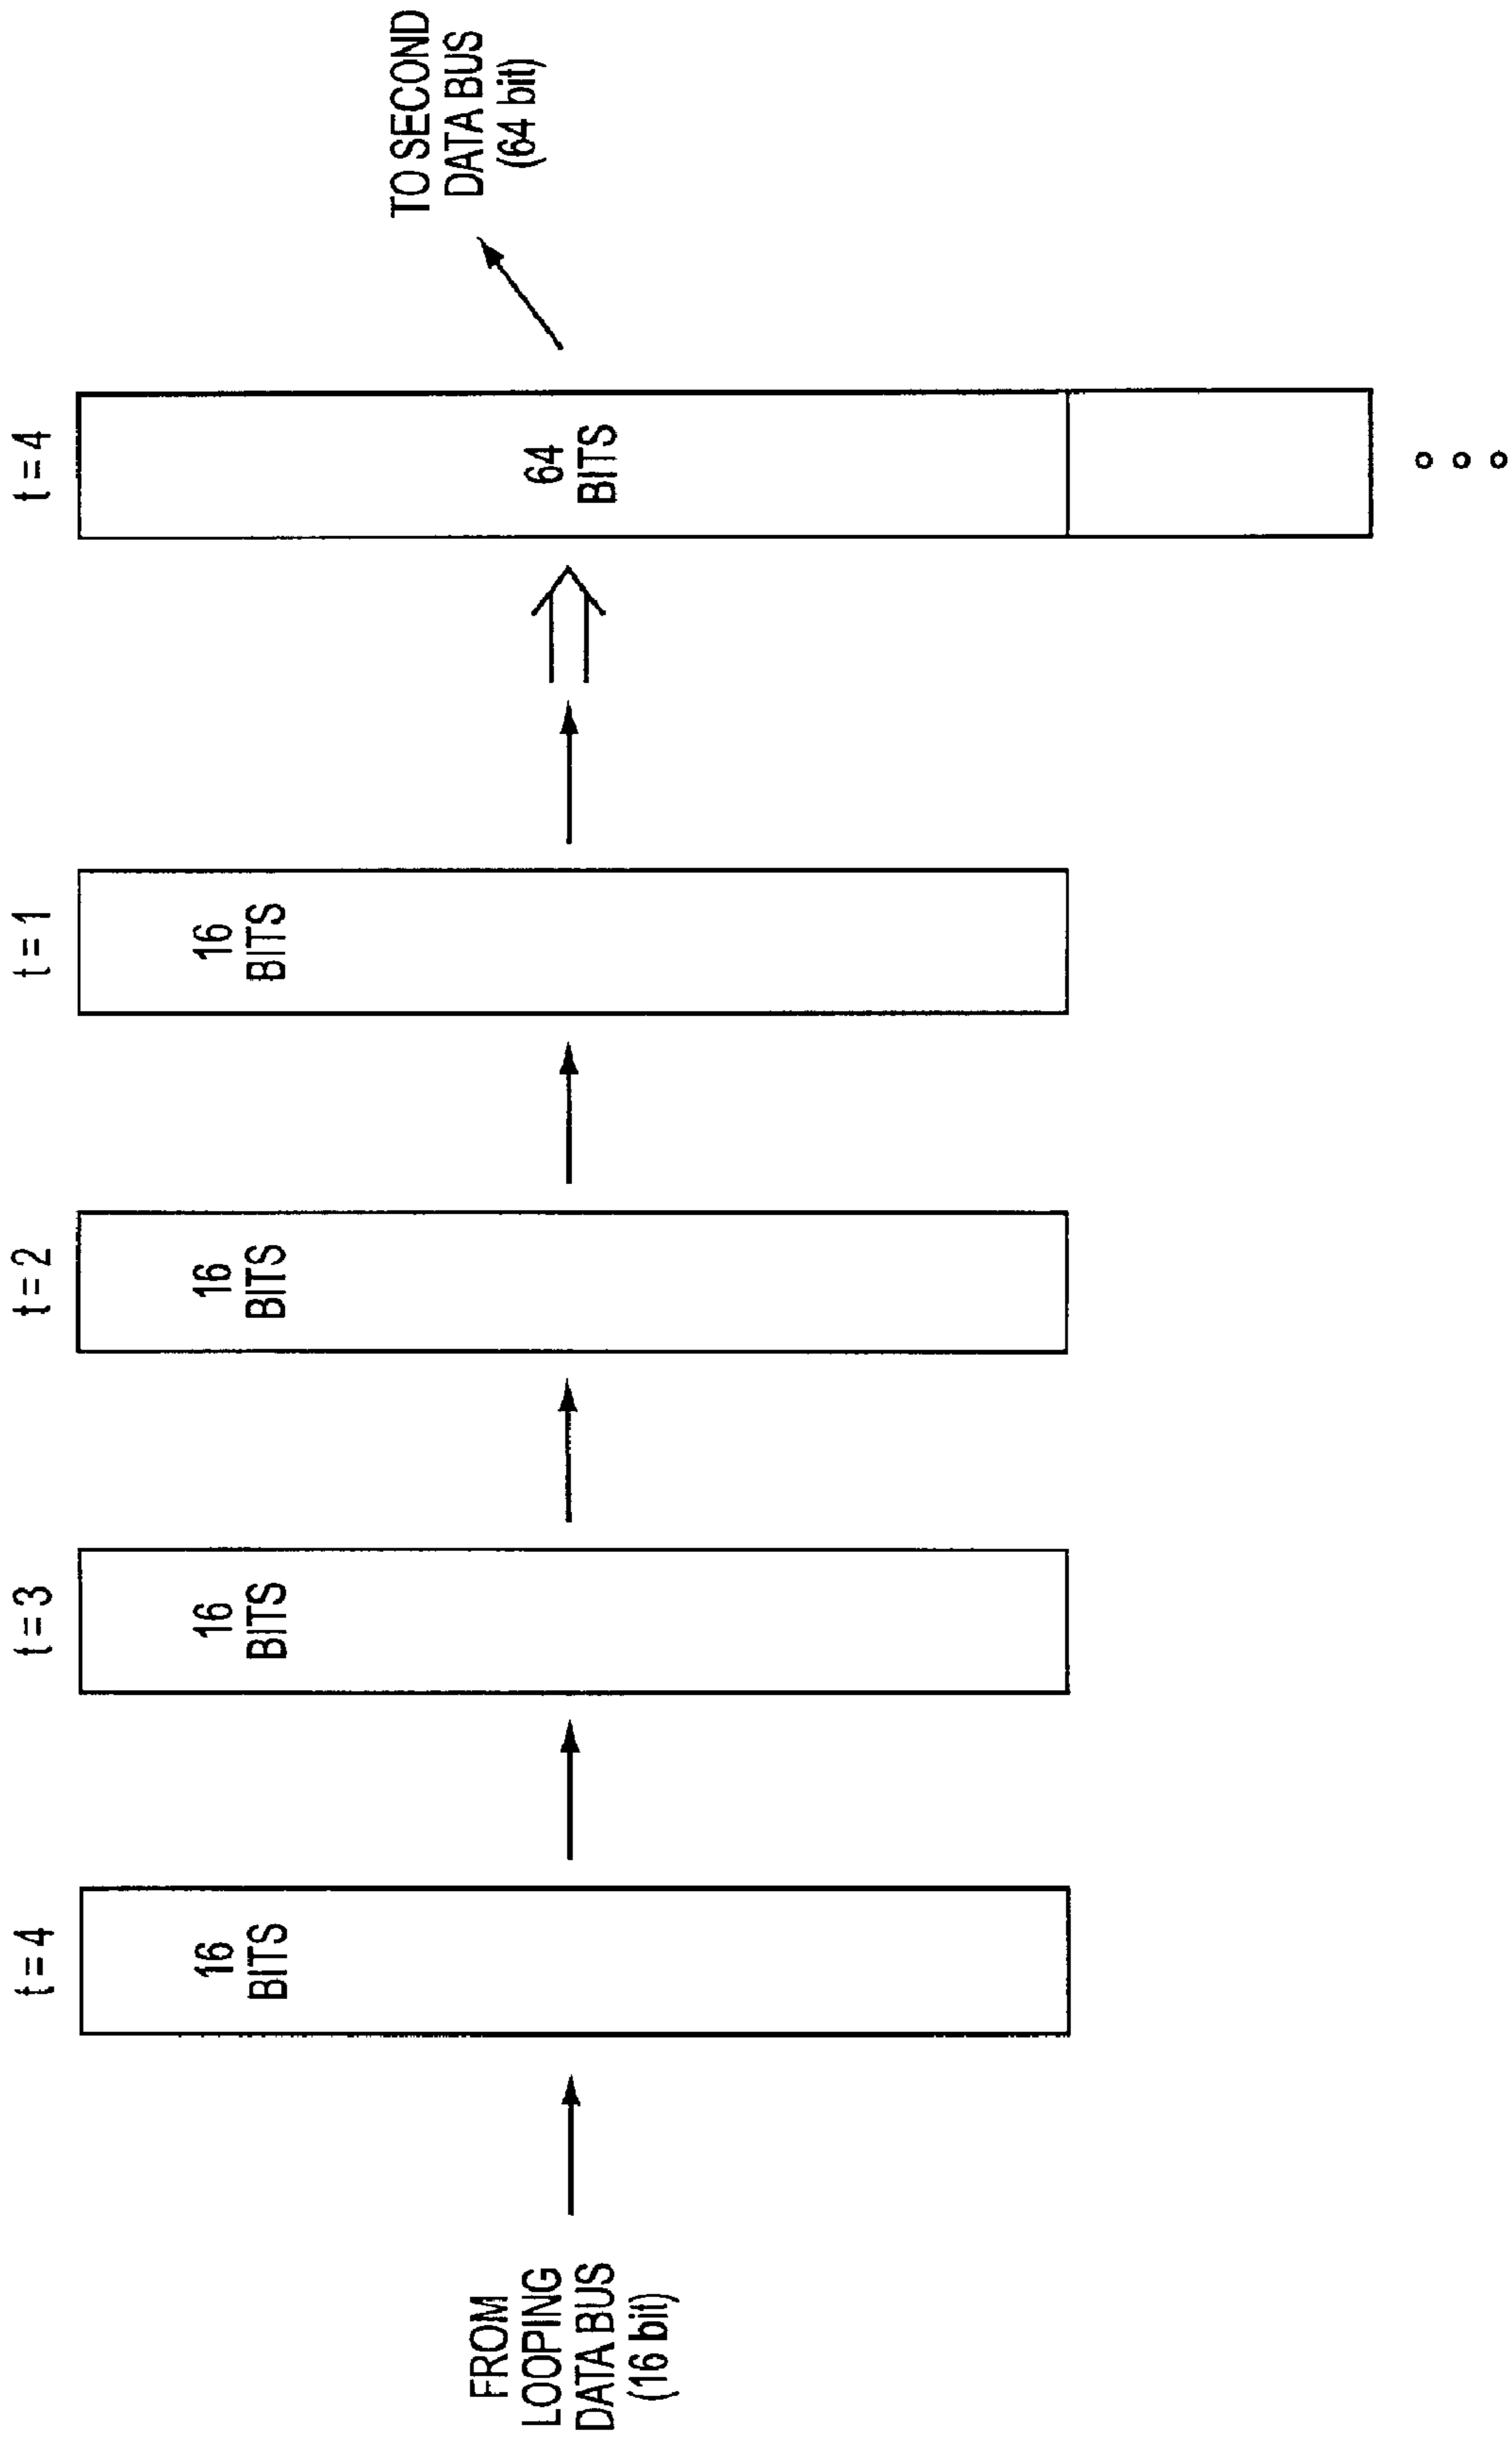 t=4
t=3
t=2
t=1
t=4
16
BITS
16
BITS
16
BITS
16
BITS
64
BITS
FROM
LOOPING
DATA BUS
(16 bit)
TO SECOND
DATA BUS
(64 bit)